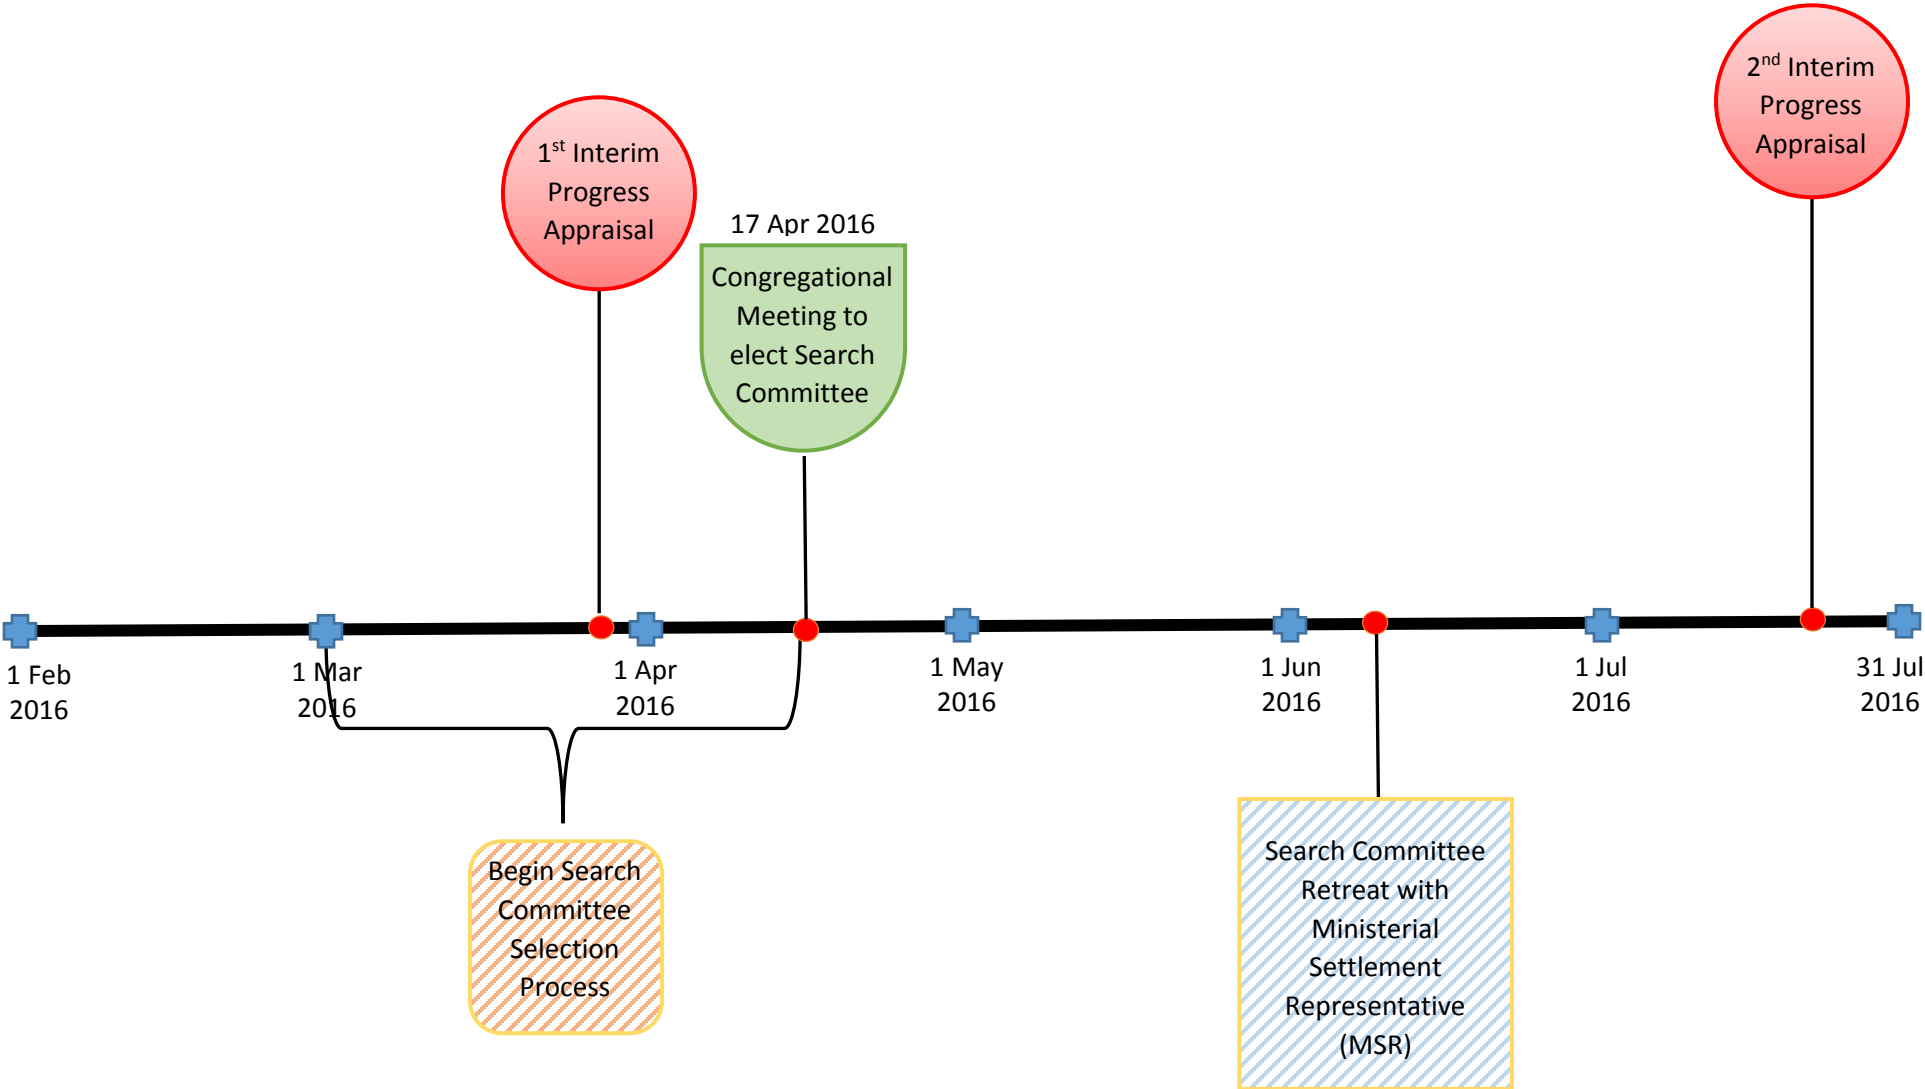 2nd Interim
Progress
Appraisal
1st Interim
Progress
Appraisal
17 Apr 2016
Congregational
Meeting to
elect Search
Committee
1 Feb
2016
1 Mar
2016
1 Apr
2016
1 May
2016
1 Jun
2016
1 Jul
2016
31 Jul
2016
Begin Search
Committee
Selection
Process
Search Committee
Retreat with
Ministerial
Settlement
Representative
(MSR)